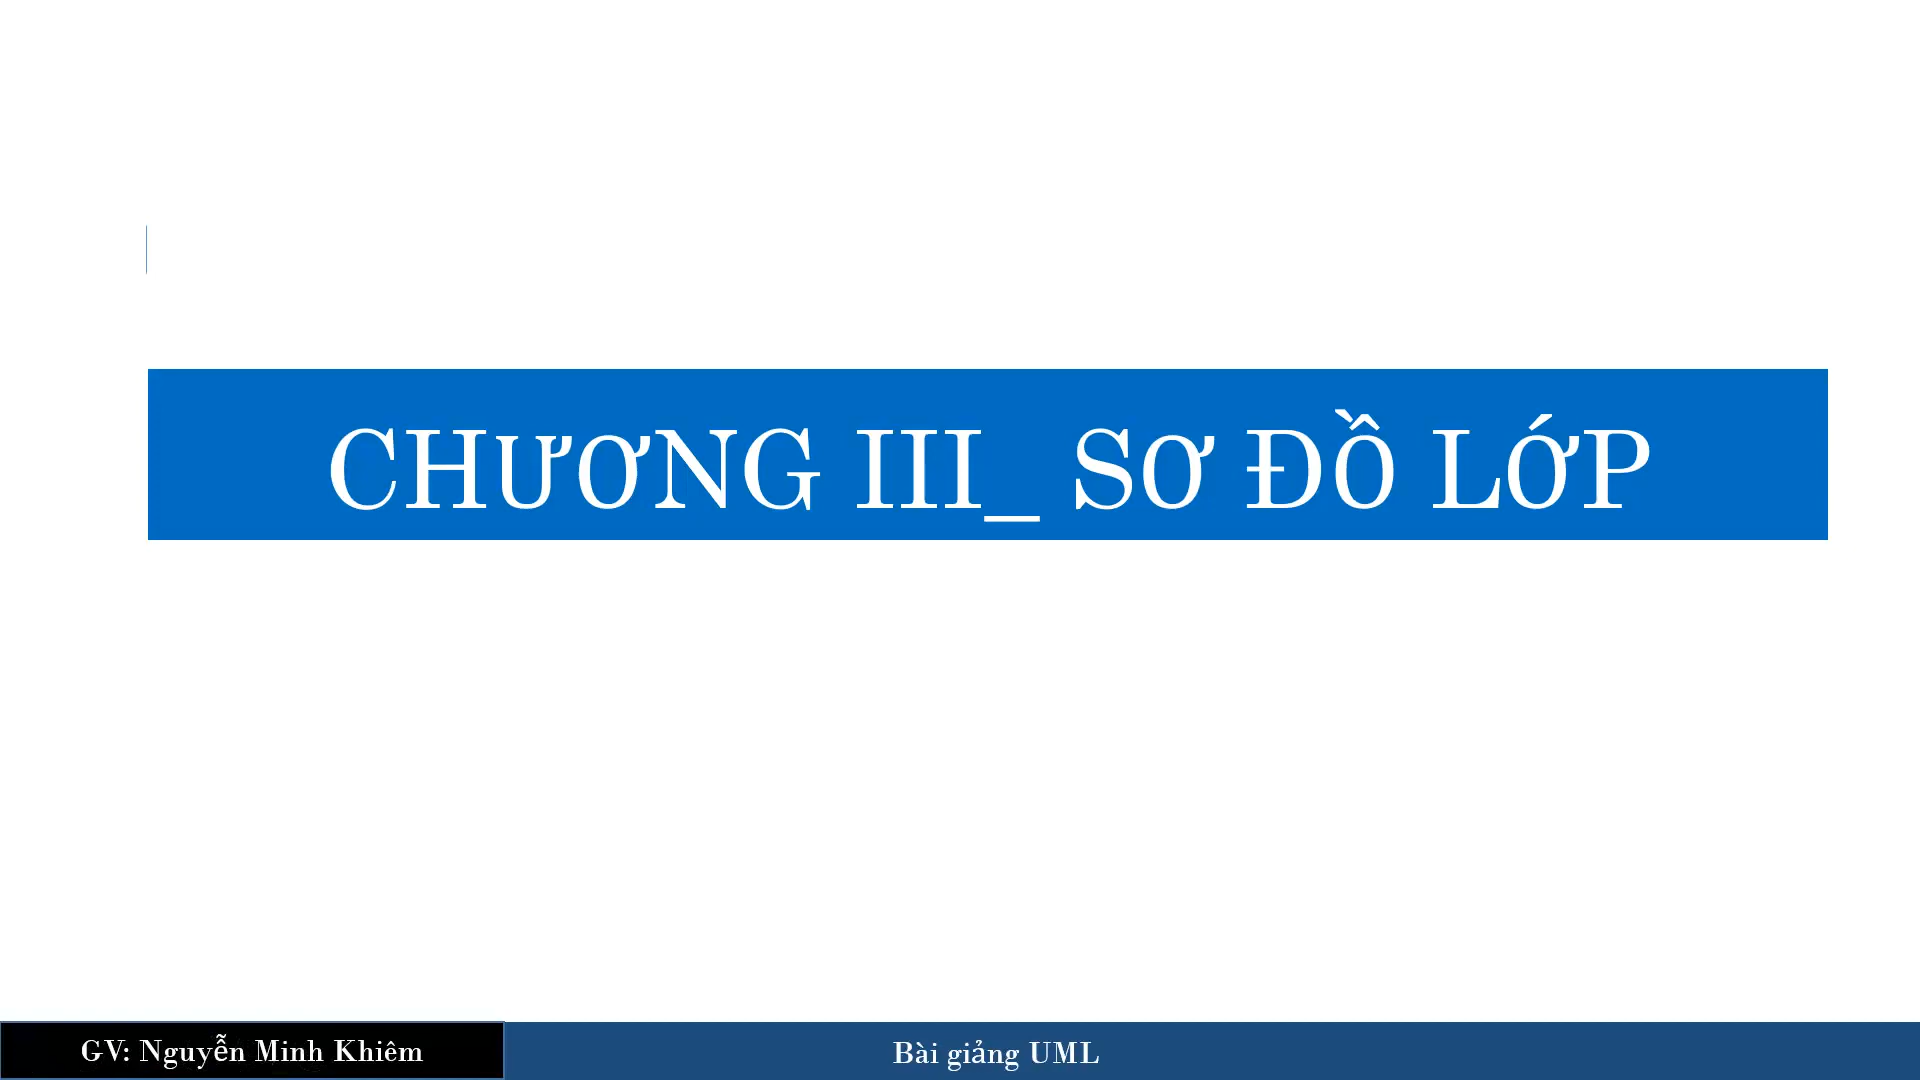 CHƯƠNG III_ SƠ ĐỒ LỚP
GV: Nguyễn Minh Khiêm
Bài giảng UML